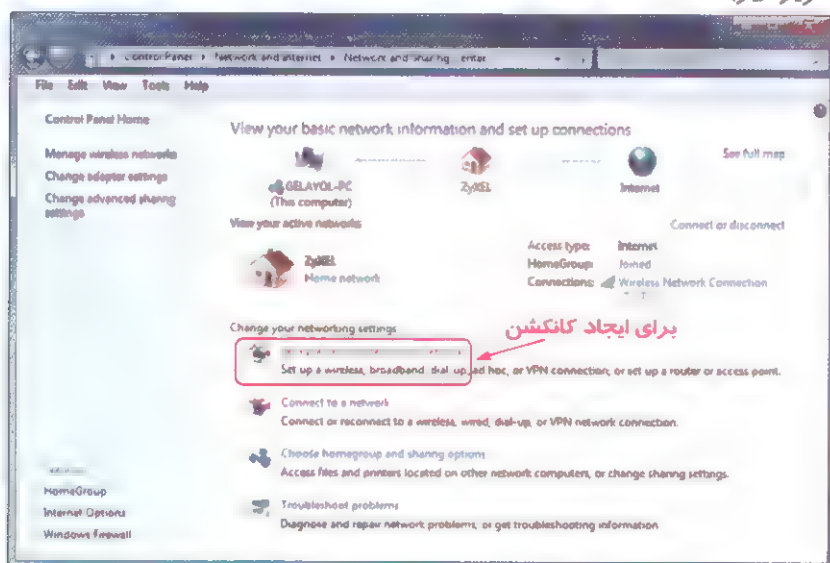 Control Panel ▸ Network and Internet ▸ Network and Sharing Center
File Edit View Tools Help
Control Panel Home
Manage wireless networks
Change adapter settings
Change advanced sharing
settings
HomeGroup
Internet Options
Windows Firewall
View your basic network information and set up connections
GELAYOL-PC
(This computer)
ZyXEL
Internet
See full map
View your active networks
Connect or disconnect
ZyXEL
Home network
Access type: Internet
HomeGroup: Joined
Connections: Wireless Network Connection
Change your networking settings
برای ایجاد کانکشن
Set up a wireless, broadband, dial-up, ad hoc, or VPN connection; or set up a router or access point.
Connect to a network
Connect or reconnect to a wireless, wired, dial-up, or VPN network connection.
Choose homegroup and sharing options
Access files and printers located on other network computers, or change sharing settings.
Troubleshoot problems
Diagnose and repair network problems, or get troubleshooting information.